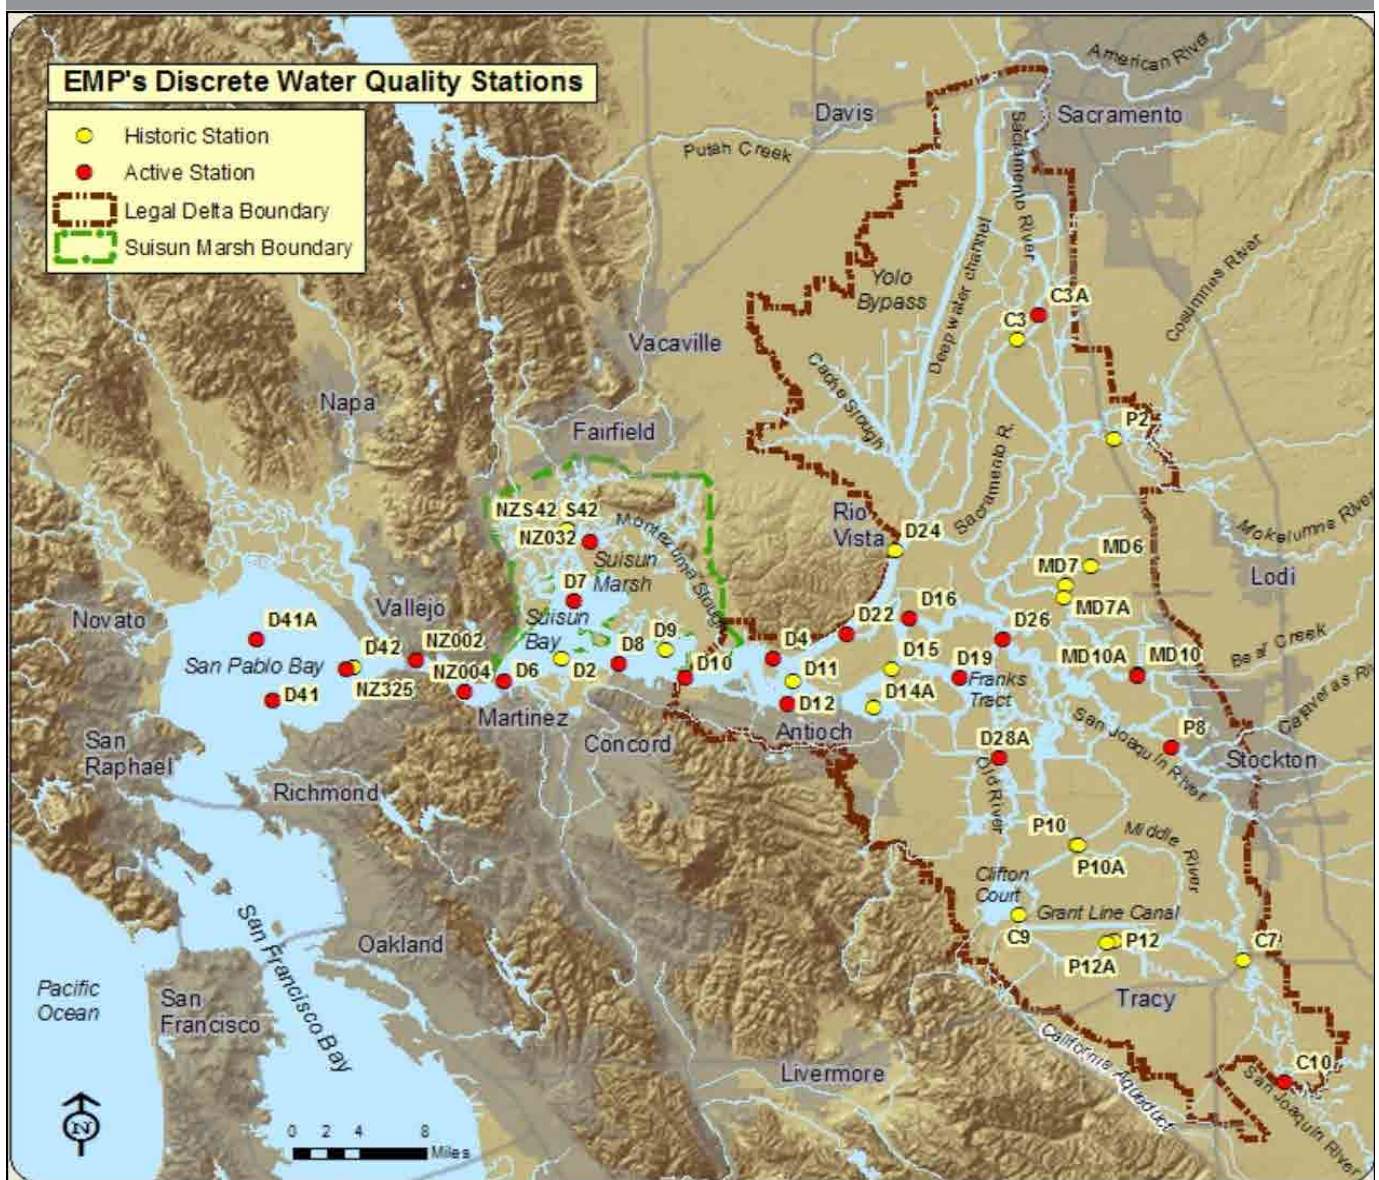 EMP's Discrete Water Quality Stations
Historic Station
Active Station
Legal Delta Boundary
Suisun Marsh Boundary
American River
Davis
Sacramento
Putah Creek
Sacramento River
Deep water channel
Yolo
Bypass
Cosumnes River
C3A
C3
Vacaville
Cache Slough
Napa
Fairfield
P2
Sacramento R.
NZS42
S42
Montezuma Slough
NZ032
Rio
Vista
D24
Mokelumne River
Suisun
Marsh
MD6
MD7
MD7A
Lodi
D7
Vallejo
Novato
D41A
Suisun
Bay
D22
D16
D26
D42
NZ002
D9
D8
D4
Bear Creek
San Pablo Bay
NZ004
D6
D2
D10
D11
D15
D19
MD10A
MD10
NZ325
Franks
Tract
D41
D12
D14A
Calaveras Riv
Martinez
Antioch
San
Raphael
Concord
San Joaquin River
P8
D28A
Stockton
Richmond
Old River
P10
Middle River
P10A
Clifton
Court
San Francisco Bay
Grant Line Canal
Oakland
C9
P12
C7
P12A
Pacific
Ocean
San
Francisco
Tracy
California Aqueduct
Livermore
C10
San Joaquin River
N
0 2 4 8
Miles